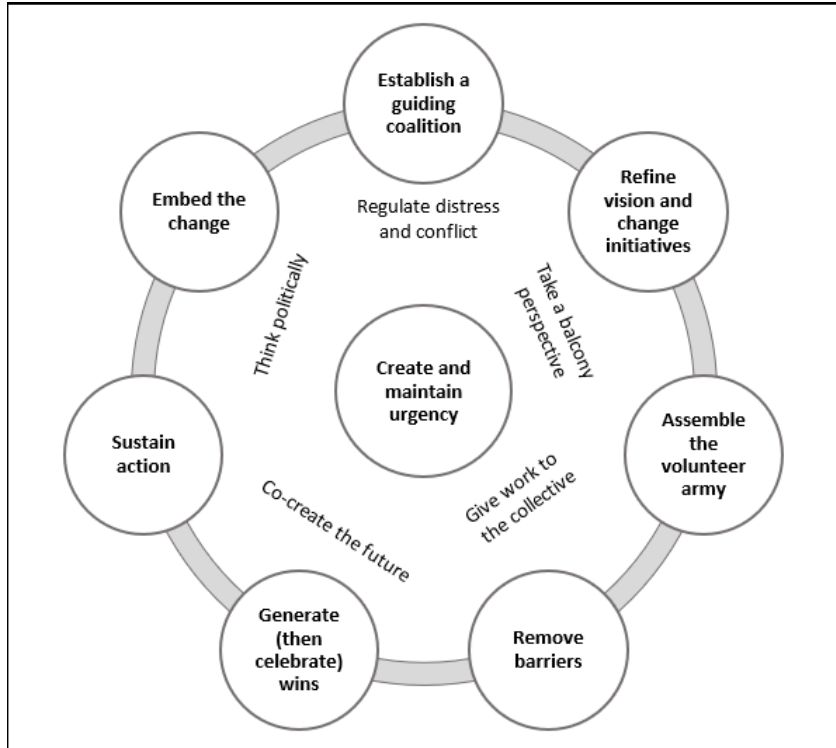 Establish a
guiding
coalition
Refine
vision and
change
initiatives
Assemble
the
volunteer
army
Remove
barriers
Generate
(then
celebrate)
wins
Sustain
action
Embed the
change
Regulate distress
and conflict
Take a balcony
perspective
Give work to
the collective
Co-create the future
Think politically
Create and
maintain
urgency